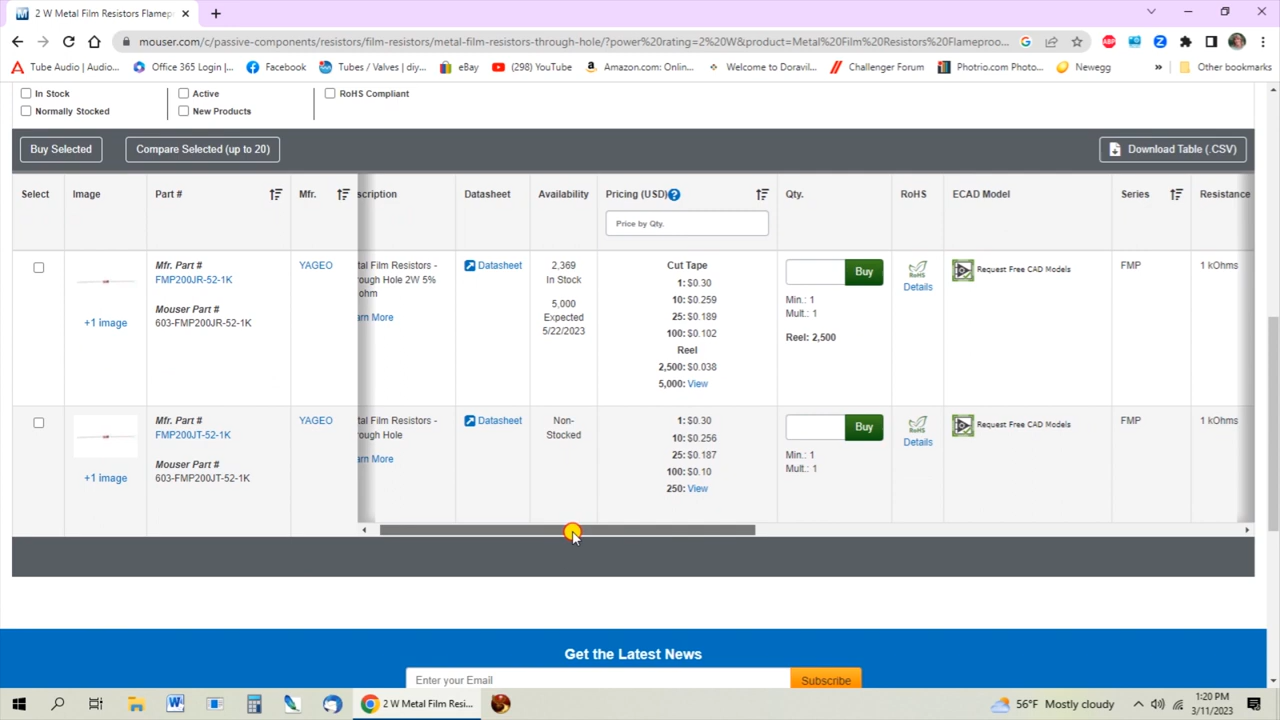 2 W Metal Film Resistors Flamep
mouser.com/c/passive-components/resistors/film-resistors/metal-film-resistors-through-hole/?power%20rating=2%20W&product=Metal%20Film%20Resistors%20Flameproo...
Tube Audio | Audio...
Office 365 Login |...
Facebook
Tubes / Valves | diy...
eBay
(298) YouTube
Amazon.com: Onlin...
Welcome to Doravil...
Challenger Forum
Photrio.com Photo...
Newegg
»
Other bookmarks
In Stock
Active
RoHS Compliant
Normally Stocked
New Products
Buy Selected
Compare Selected (up to 20)
Download Table (.CSV)
Select
Image
Part #
Mfr.
scription
Datasheet
Availability
Pricing (USD)
Qty.
RoHS
ECAD Model
Series
Resistance
Price by Qty.
Mfr. Part #
FMP200JR-52-1K
Mouser Part #
603-FMP200JR-52-1K
+1 image
YAGEO
tal Film Resistors -
rough Hole 2W 5%
ohm
arn More
Datasheet
2,369
In Stock
5,000
Expected
5/22/2023
Cut Tape
1: $0.30
10: $0.259
25: $0.189
100: $0.102
Reel
2,500: $0.038
5,000: View
Buy
Min.: 1
Mult.: 1
Reel: 2,500
RoHS
Details
Request Free CAD Models
FMP
1 kOhms
Mfr. Part #
FMP200JT-52-1K
Mouser Part #
603-FMP200JT-52-1K
+1 image
YAGEO
tal Film Resistors -
rough Hole
arn More
Datasheet
Non-
Stocked
1: $0.30
10: $0.256
25: $0.187
100: $0.10
250: View
Buy
Min.: 1
Mult.: 1
RoHS
Details
Request Free CAD Models
FMP
1 kOhms
Get the Latest News
Enter your Email
Subscribe
2 W Metal Film Resi...
56°F Mostly cloudy
1:20 PM
3/11/2023